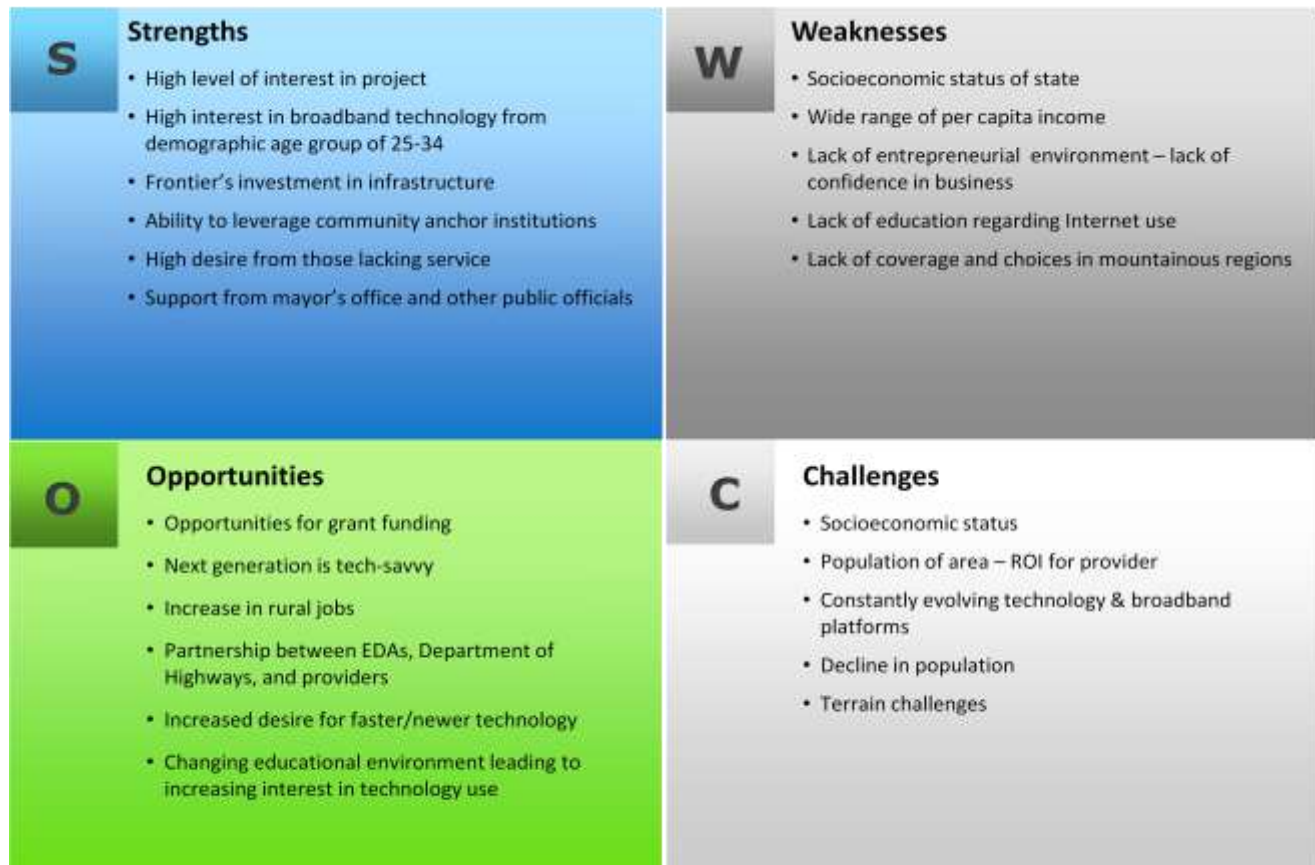 S
Strengths
• High level of interest in project
• High interest in broadband technology from
demographic age group of 25-34
• Frontier's investment in infrastructure
• Ability to leverage community anchor institutions
• High desire from those lacking service
• Support from mayor's office and other public officials
W
Weaknesses
• Socioeconomic status of state
• Wide range of per capita income
• Lack of entrepreneurial environment – lack of
confidence in business
• Lack of education regarding Internet use
• Lack of coverage and choices in mountainous regions
O
Opportunities
• Opportunities for grant funding
• Next generation is tech-savvy
• Increase in rural jobs
• Partnership between EDAs, Department of
Highways, and providers
• Increased desire for faster/newer technology
• Changing educational environment leading to
increasing interest in technology use
C
Challenges
• Socioeconomic status
• Population of area – ROI for provider
• Constantly evolving technology & broadband
platforms
• Decline in population
• Terrain challenges